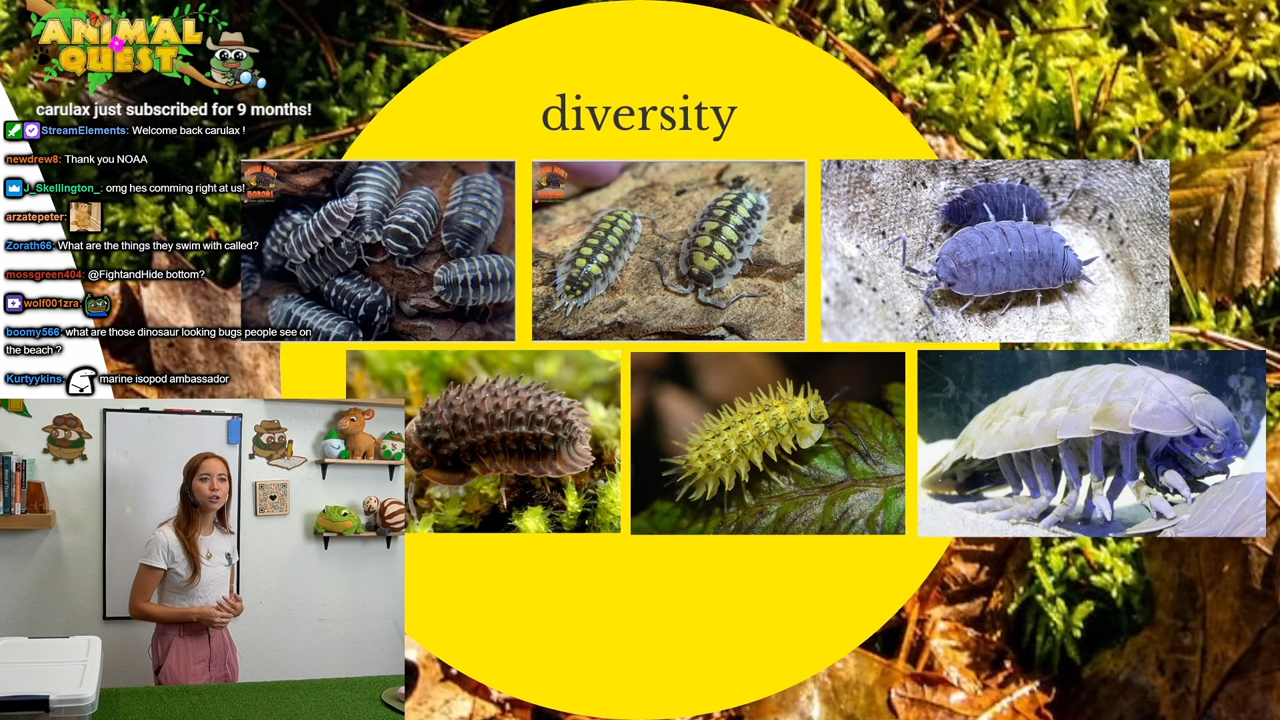 ANIMAL
QUEST
carulax just subscribed for 9 months!
StreamElements: Welcome back carulax !
newdrew8: Thank you NOAA
J_Skellington_: omg hes comming right at us!
arzatepeter:
Zorath66: What are the things they swim with called?
mossgreen404: @FightandHide bottom?
wolf001zra:
boomy566: what are those dinosaur looking bugs people see on
the beach ?
Kurtyykins: marine isopod ambassador
diversity